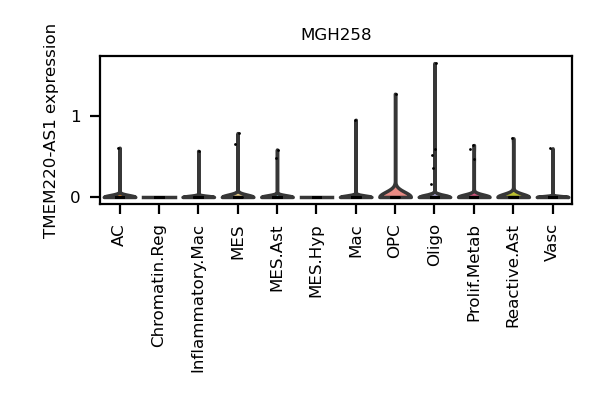 MGH258
TMEM220-AS1 expression
1
0
AC
Chromatin.Reg
Inflammatory.Mac
MES
MES.Ast
MES.Hyp
Mac
OPC
Oligo
Prolif.Metab
Reactive.Ast
Vasc